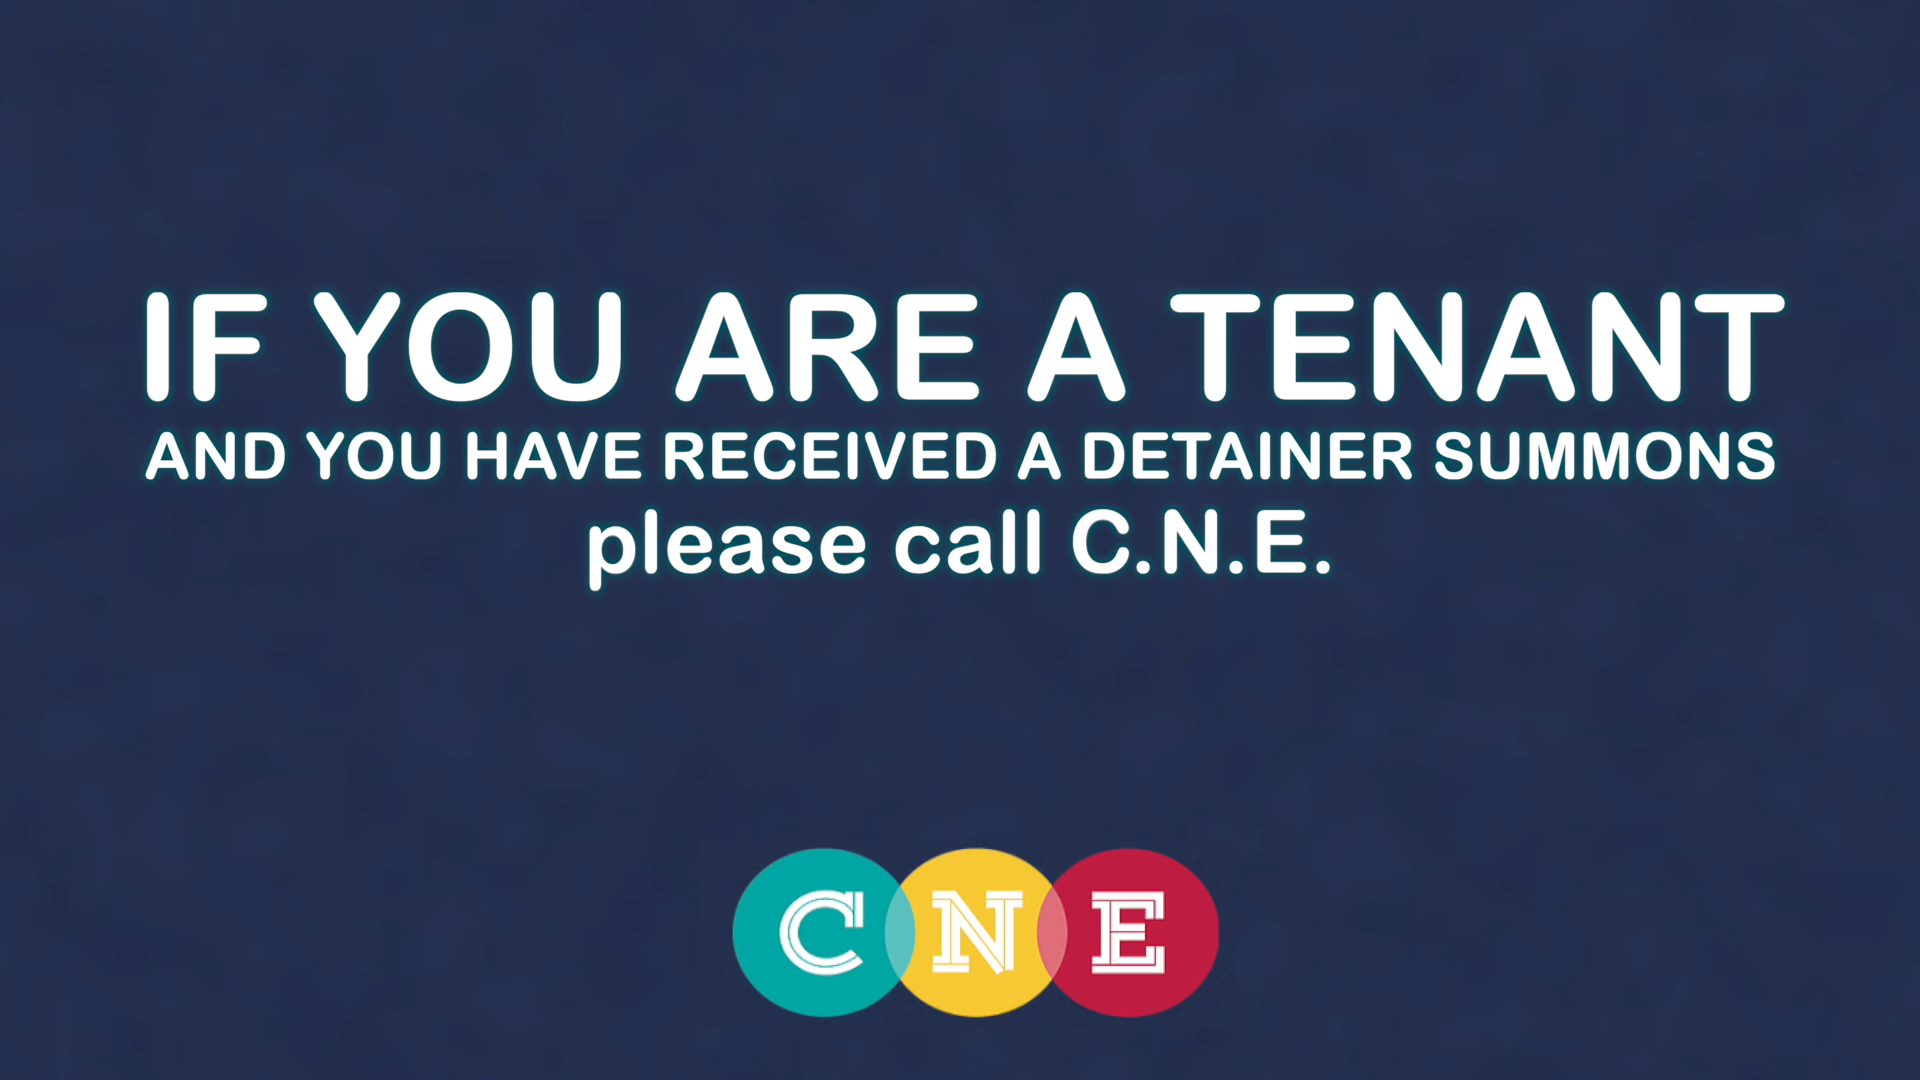 IF YOU ARE A TENANT
AND YOU HAVE RECEIVED A DETAINER SUMMONS
please call C.N.E.
CNE